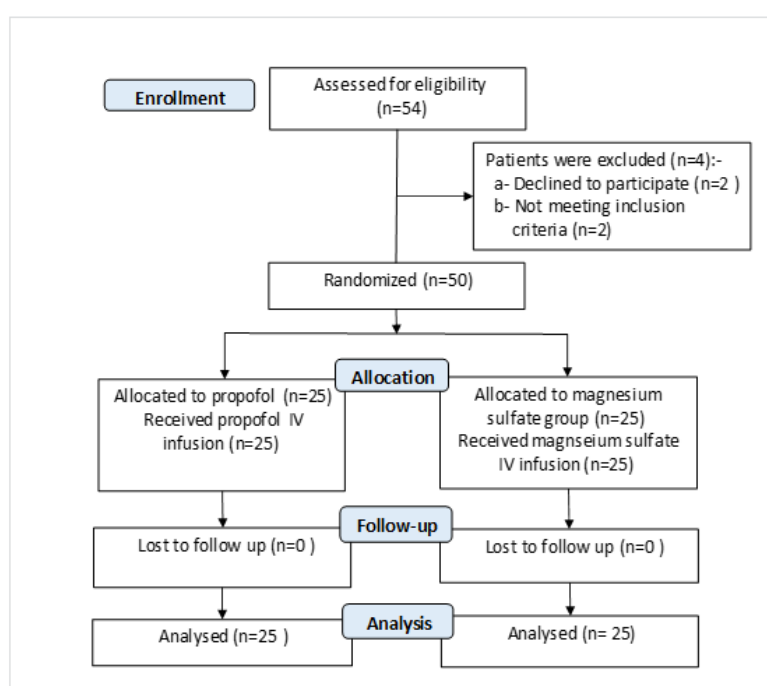 Enrollment
Assessed for eligibility
(n=54)
Patients were excluded (n=4):-
a- Declined to participate (n=2 )
b- Not meeting inclusion
criteria (n=2)
Randomized (n=50)
Allocation
Allocated to propofol (n=25)
Received propofol IV
infusion (n=25)
Allocated to magnesium
sulfate group (n=25)
Received magnseium sulfate
IV infusion (n=25)
Follow-up
Lost to follow up (n=0 )
Lost to follow up (n=0 )
Analysis
Analysed (n=25 )
Analysed (n= 25)